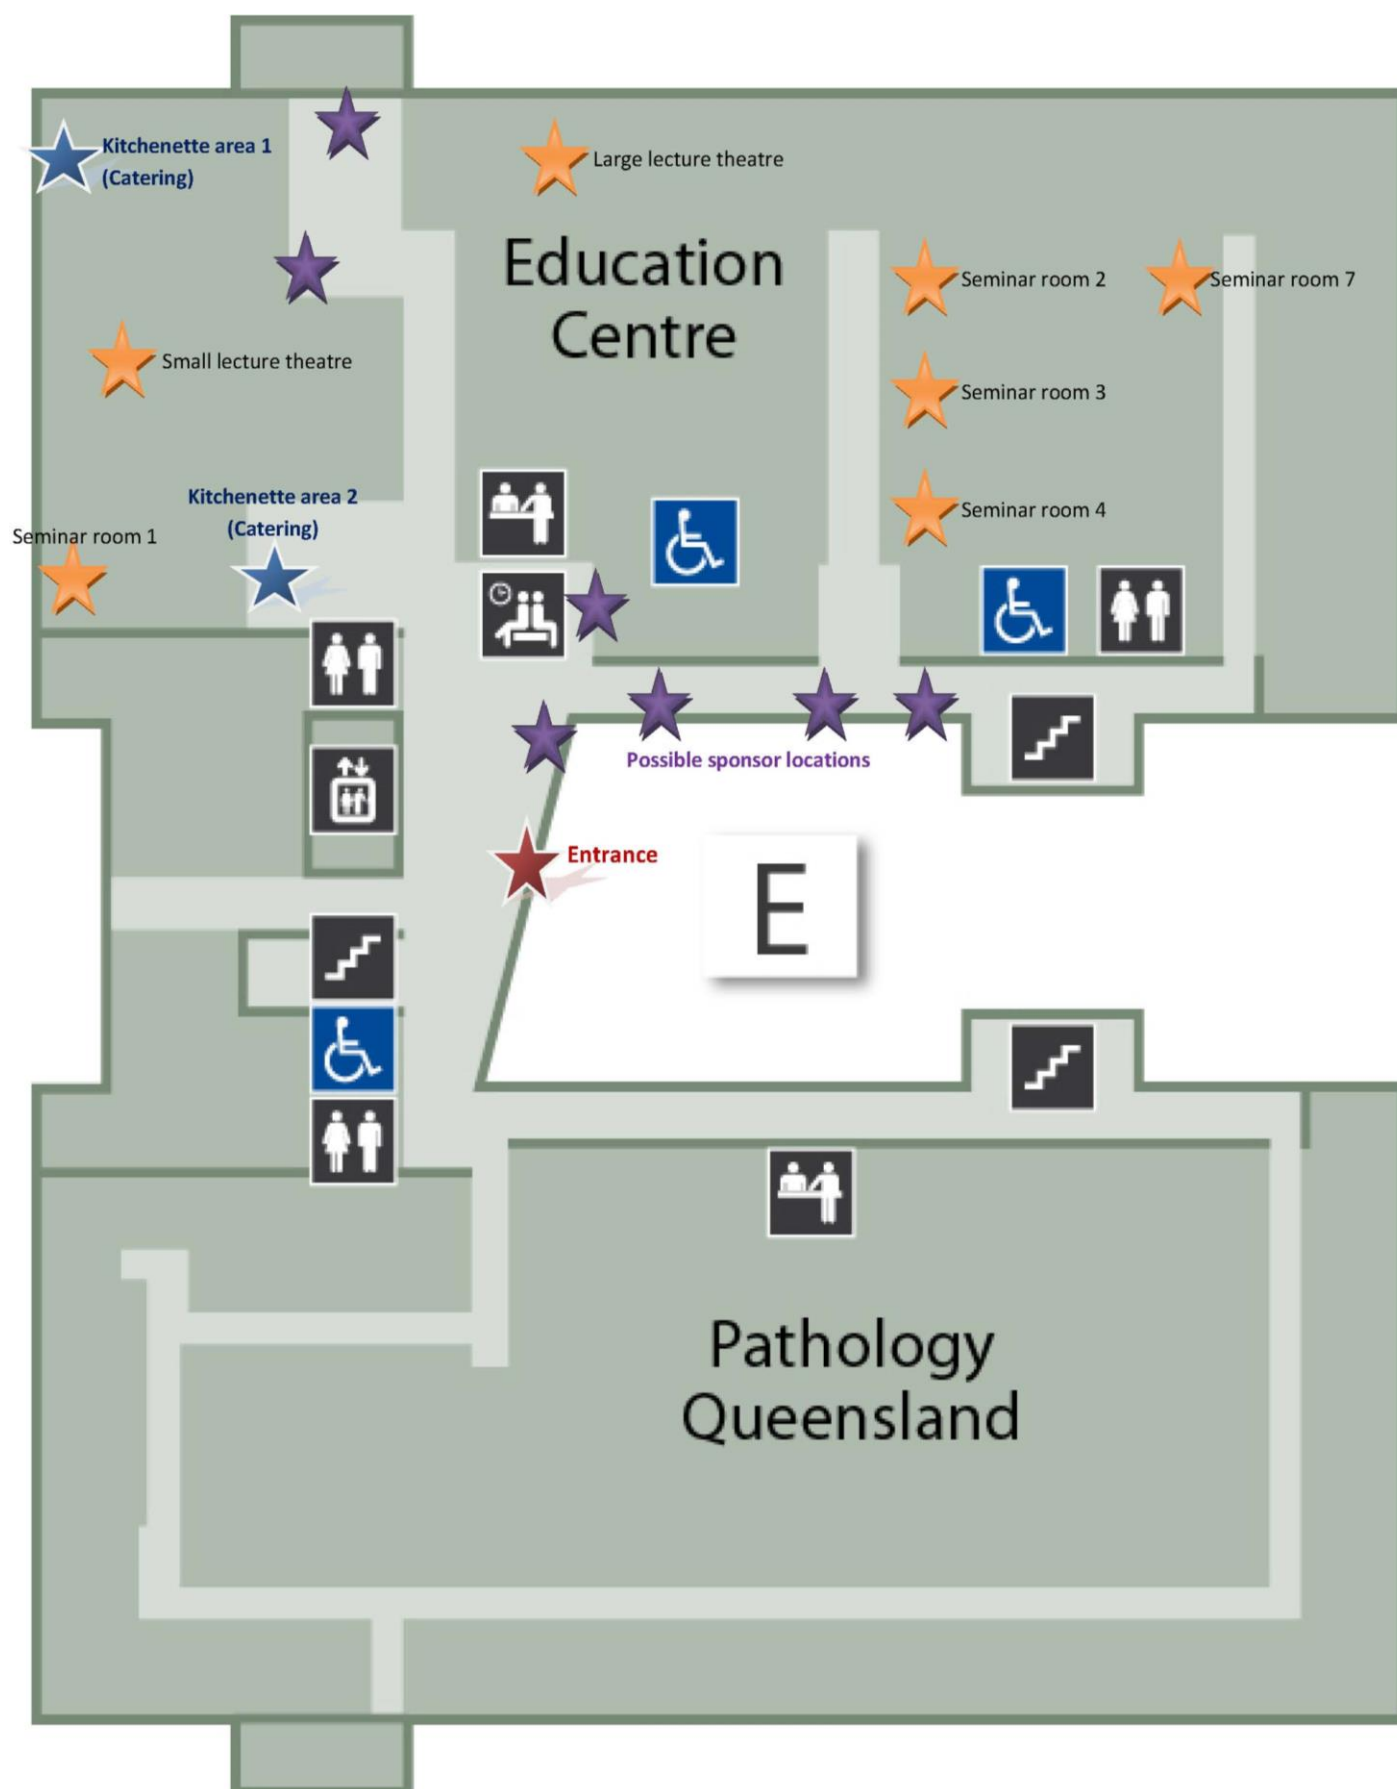 Kitchenette area 1
(Catering)
Large lecture theatre
Education
Centre
Seminar room 2
Seminar room 7
Small lecture theatre
Seminar room 3
Kitchenette area 2
(Catering)
Seminar room 4
Seminar room 1
Possible sponsor locations
Entrance
E
Pathology
Queensland